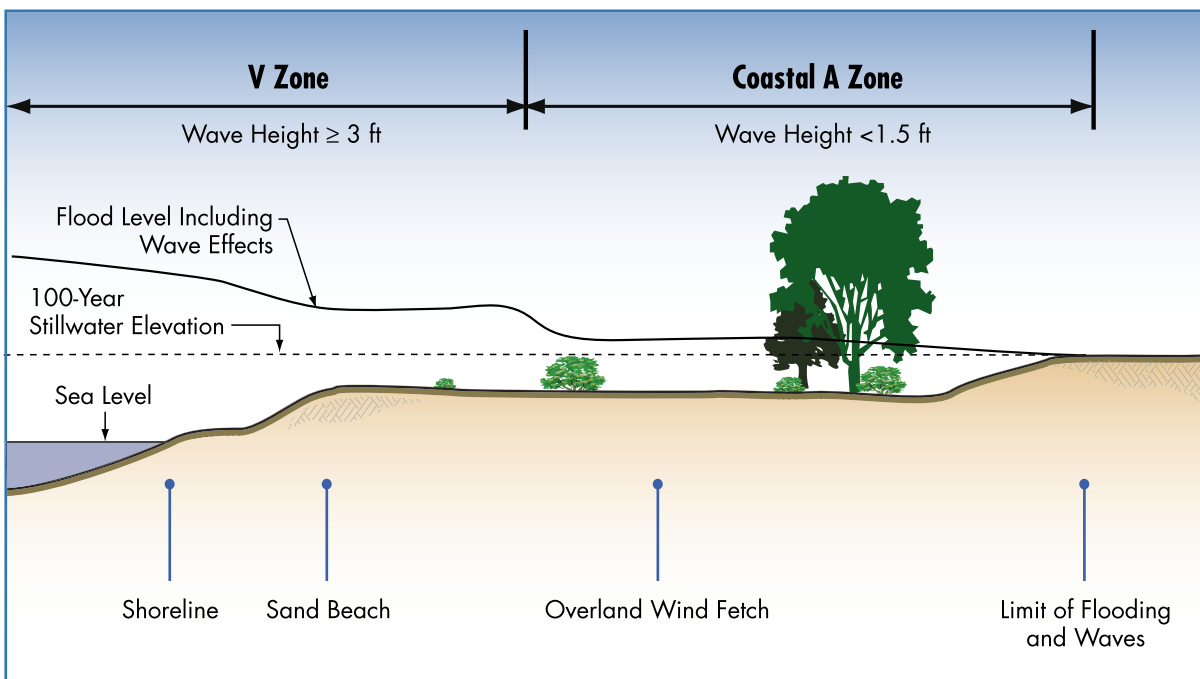 V Zone
Coastal A Zone
Wave Height ≥ 3 ft
Wave Height <1.5 ft
Flood Level Including
Wave Effects
100-Year
Stillwater Elevation
Sea Level
Shoreline
Sand Beach
Overland Wind Fetch
Limit of Flooding
and Waves